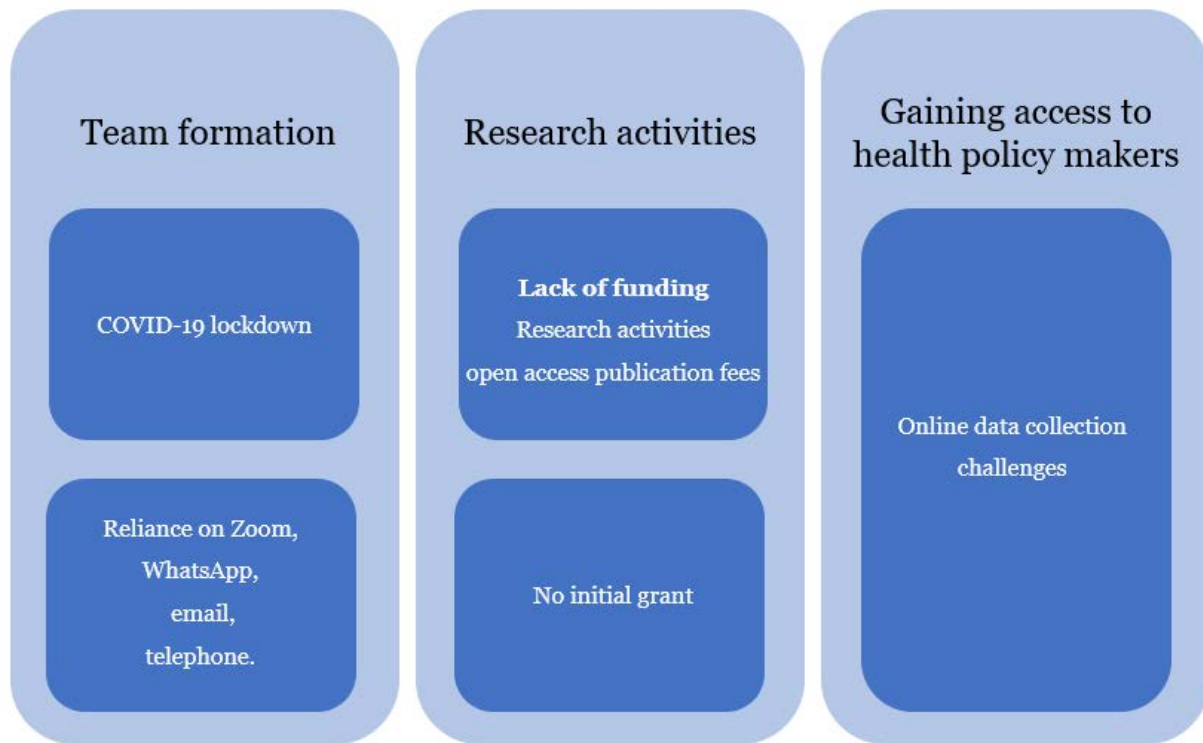 Team formation
COVID-19 lockdown
Reliance on Zoom,
WhatsApp,
email,
telephone.
Research activities
Lack of funding
Research activities
open access publication fees
No initial grant
Gaining access to
health policy makers
Online data collection
challenges